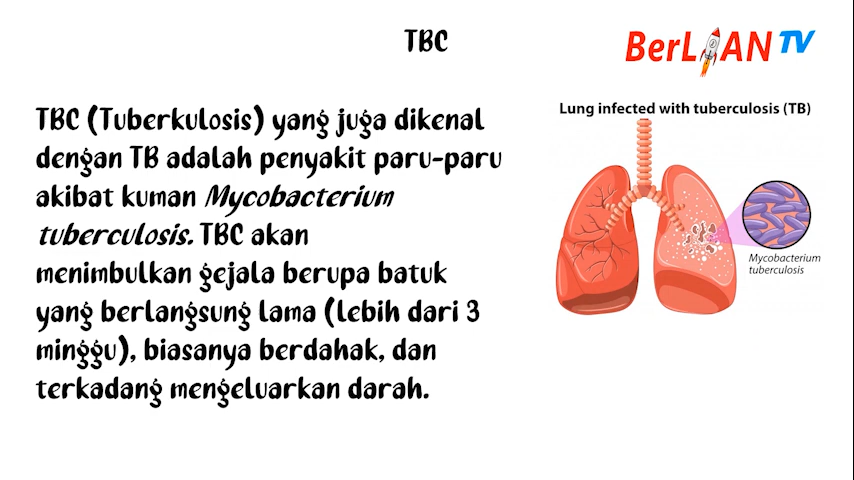 TBC
BerLIAN TV
TBC (Tuberkulosis) yang juga dikenal
dengan TB adalah penyakit paru-paru
akibat kuman Mycobacterium
tuberculosis. TBC akan
menimbulkan gejala berupa batuk
yang berlangsung lama (lebih dari 3
minggu), biasanya berdahak, dan
terkadang mengeluarkan darah.
Lung infected with tuberculosis (TB)
Mycobacterium
tuberculosis